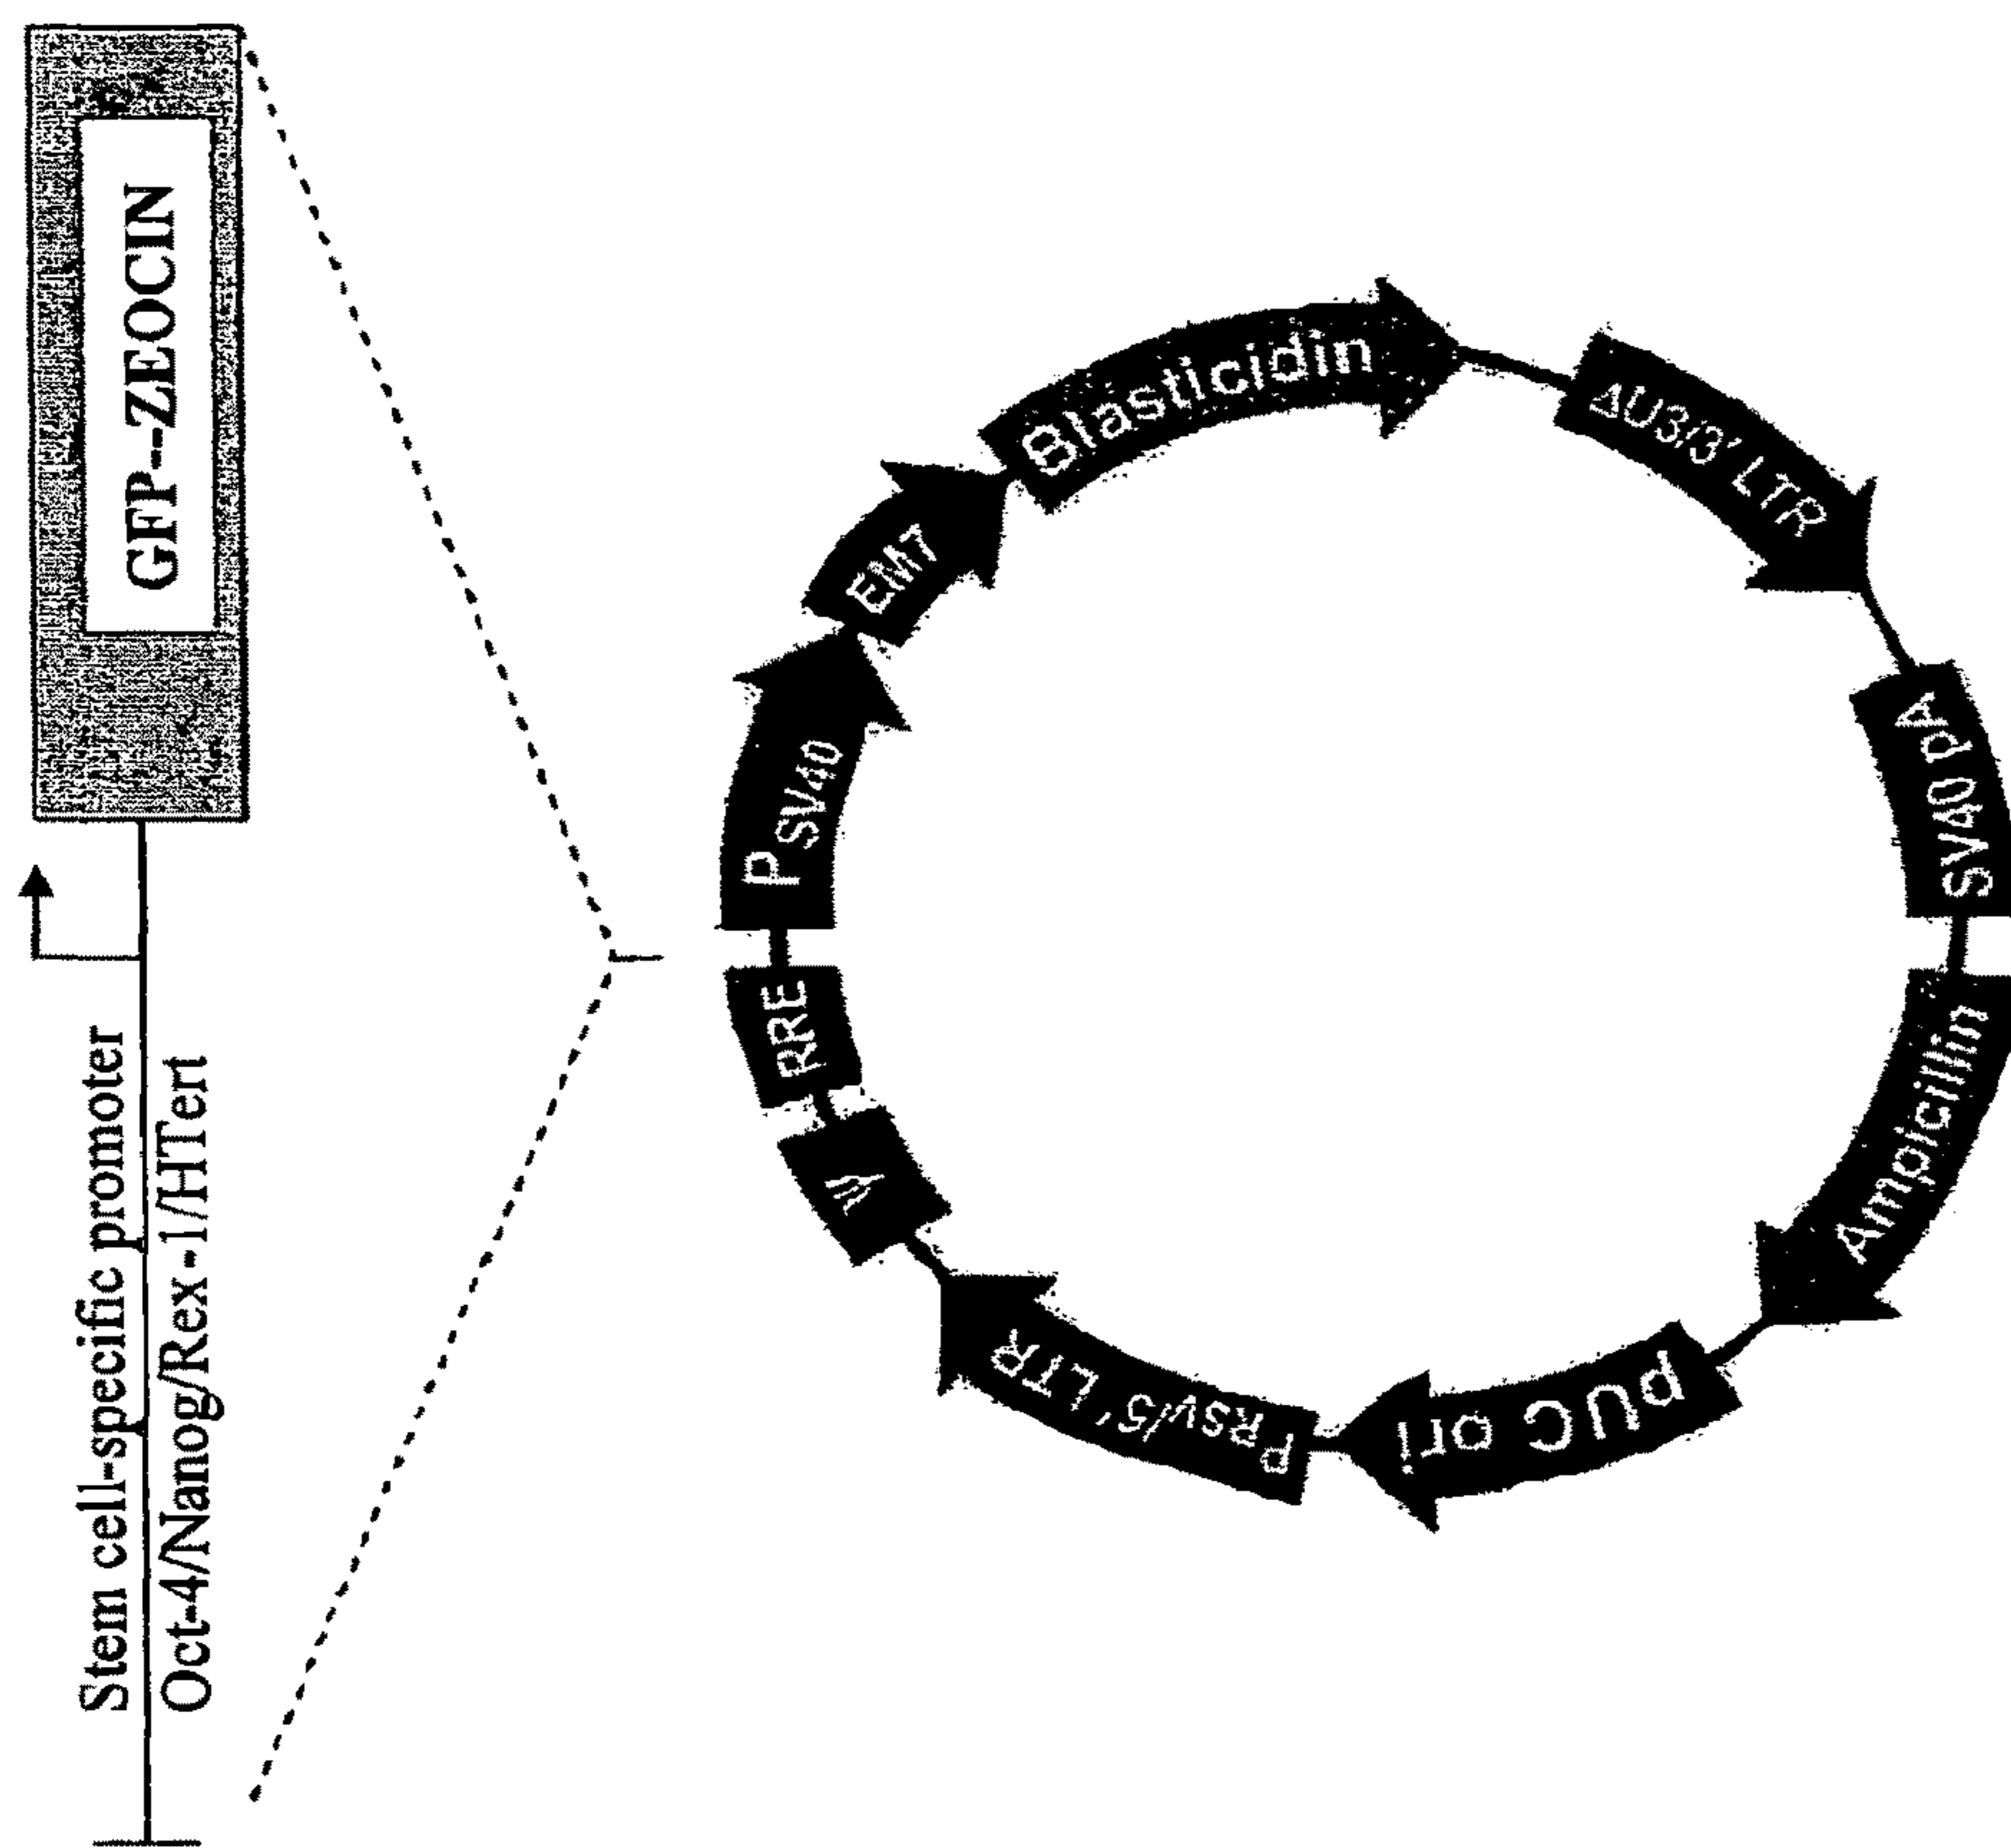 Stem cell-specific promoter
Oct-4/Nanog/Rex-1/HTert
GFP--ZEOCIN
RRE
PSV40
EM7
Blasticidin
ΔU3/3' LTR
SV40 pA
Ampicillin
pUC ori
PRSV/5' LTR
Ψ